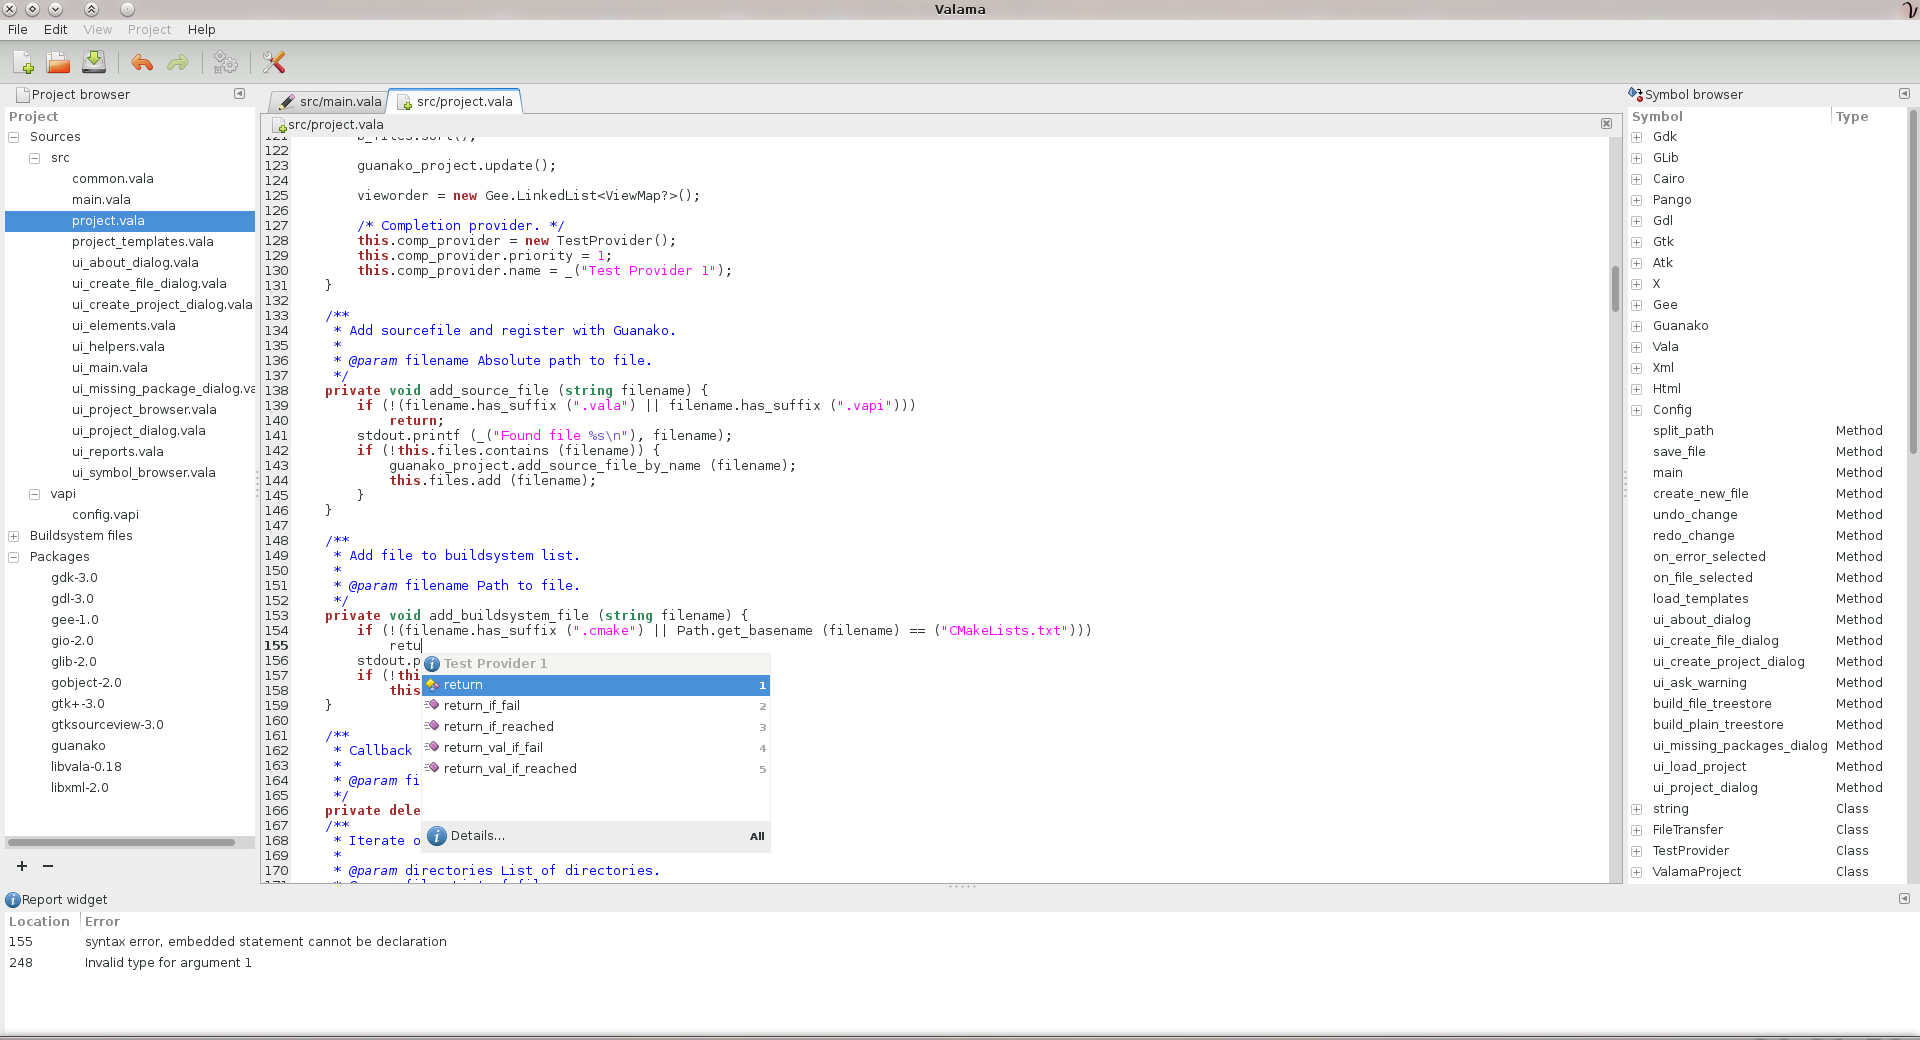 Valama
File Edit View Project Help
Project browser
Project
Sources
src
common.vala
main.vala
project.vala
project_templates.vala
ui_about_dialog.vala
ui_create_file_dialog.vala
ui_create_project_dialog.vala
ui_elements.vala
ui_helpers.vala
ui_main.vala
ui_missing_package_dialog.va
ui_project_browser.vala
ui_project_dialog.vala
ui_reports.vala
ui_symbol_browser.vala
vapi
config.vapi
Buildsystem files
Packages
gdk-3.0
gdl-3.0
gee-1.0
gio-2.0
glib-2.0
gobject-2.0
gtk+-3.0
gtksourceview-3.0
guanako
libvala-0.18
libxml-2.0
src/main.vala src/project.vala
src/project.vala
121 b_files.sort();
122
123 guanako_project.update();
124
125 vieworder = new Gee.LinkedList<ViewMap?>();
126
127 /* Completion provider. */
128 this.comp_provider = new TestProvider();
129 this.comp_provider.priority = 1;
130 this.comp_provider.name = _("Test Provider 1");
131 }
132
133 /**
134 * Add sourcefile and register with Guanako.
135 *
136 * @param filename Absolute path to file.
137 */
138 private void add_source_file (string filename) {
139 if (!(filename.has_suffix (".vala") || filename.has_suffix (".vapi")))
140 return;
141 stdout.printf (_("Found file %s\n"), filename);
142 if (!this.files.contains (filename)) {
143 guanako_project.add_source_file_by_name (filename);
144 this.files.add (filename);
145 }
146 }
147
148 /**
149 * Add file to buildsystem list.
150 *
151 * @param filename Path to file.
152 */
153 private void add_buildsystem_file (string filename) {
154 if (!(filename.has_suffix (".cmake") || Path.get_basename (filename) == ("CMakeLists.txt")))
155 retu
156 stdout.p
157 if (!thi
158 this
159 }
160
161 /**
162 * Callback
163 *
164 * @param fi
165 */
166 private dele
167 /**
168 * Iterate o
169 *
170 * @param directories List of directories.
Test Provider 1
return 1
return_if_fail 2
return_if_reached 3
return_val_if_fail 4
return_val_if_reached 5
Details... All
Symbol browser
Symbol Type
Gdk
GLib
Cairo
Pango
Gdl
Gtk
Atk
X
Gee
Guanako
Vala
Xml
Html
Config
split_path Method
save_file Method
main Method
create_new_file Method
undo_change Method
redo_change Method
on_error_selected Method
on_file_selected Method
load_templates Method
ui_about_dialog Method
ui_create_file_dialog Method
ui_create_project_dialog Method
ui_ask_warning Method
build_file_treestore Method
build_plain_treestore Method
ui_missing_packages_dialog Method
ui_load_project Method
ui_project_dialog Method
string Class
FileTransfer Class
TestProvider Class
ValamaProject Class
Report widget
Location Error
155 syntax error, embedded statement cannot be declaration
248 Invalid type for argument 1